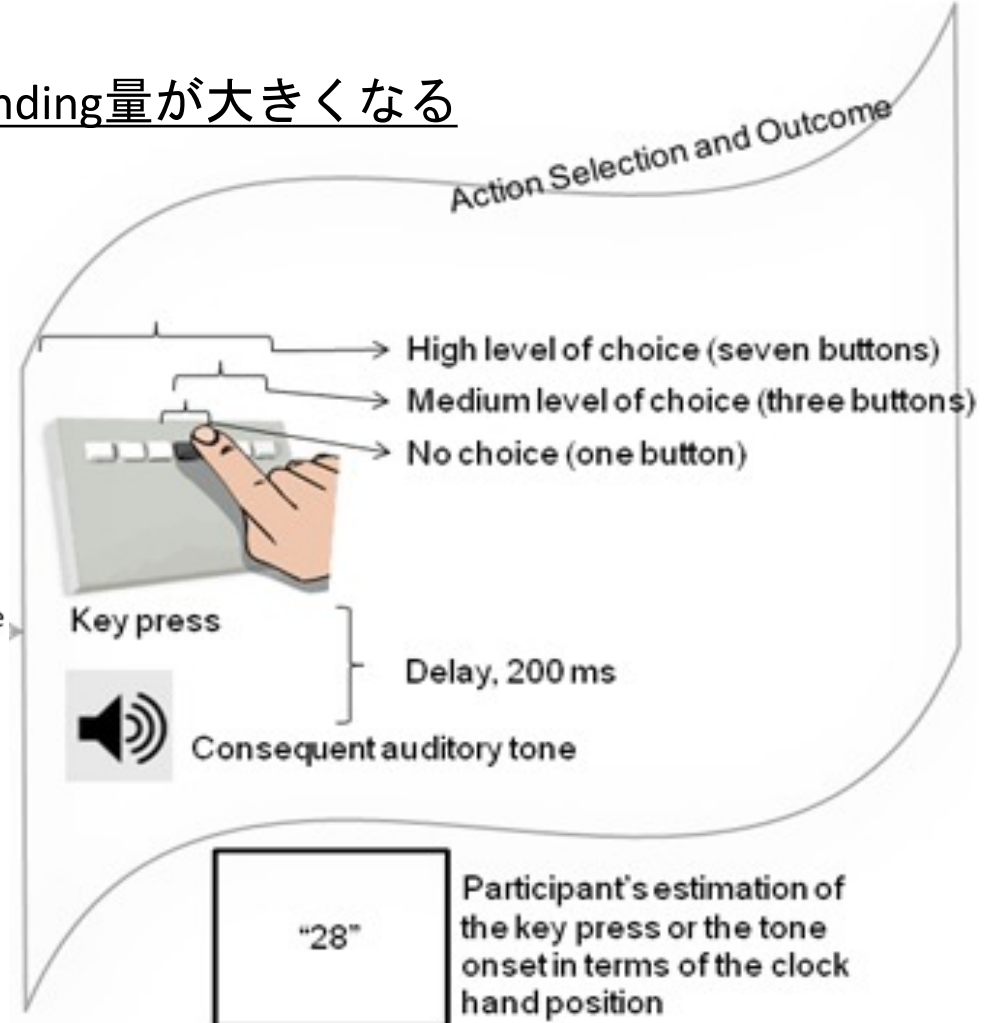 nding量が大きくなる
Action Selection and Outcome
High level of choice (seven buttons)
Medium level of choice (three buttons)
No choice (one button)
e
Key press
Delay, 200 ms
Consequent auditory tone
“28”
Participant's estimation of
the key press or the tone
onset in terms of the clock
hand position